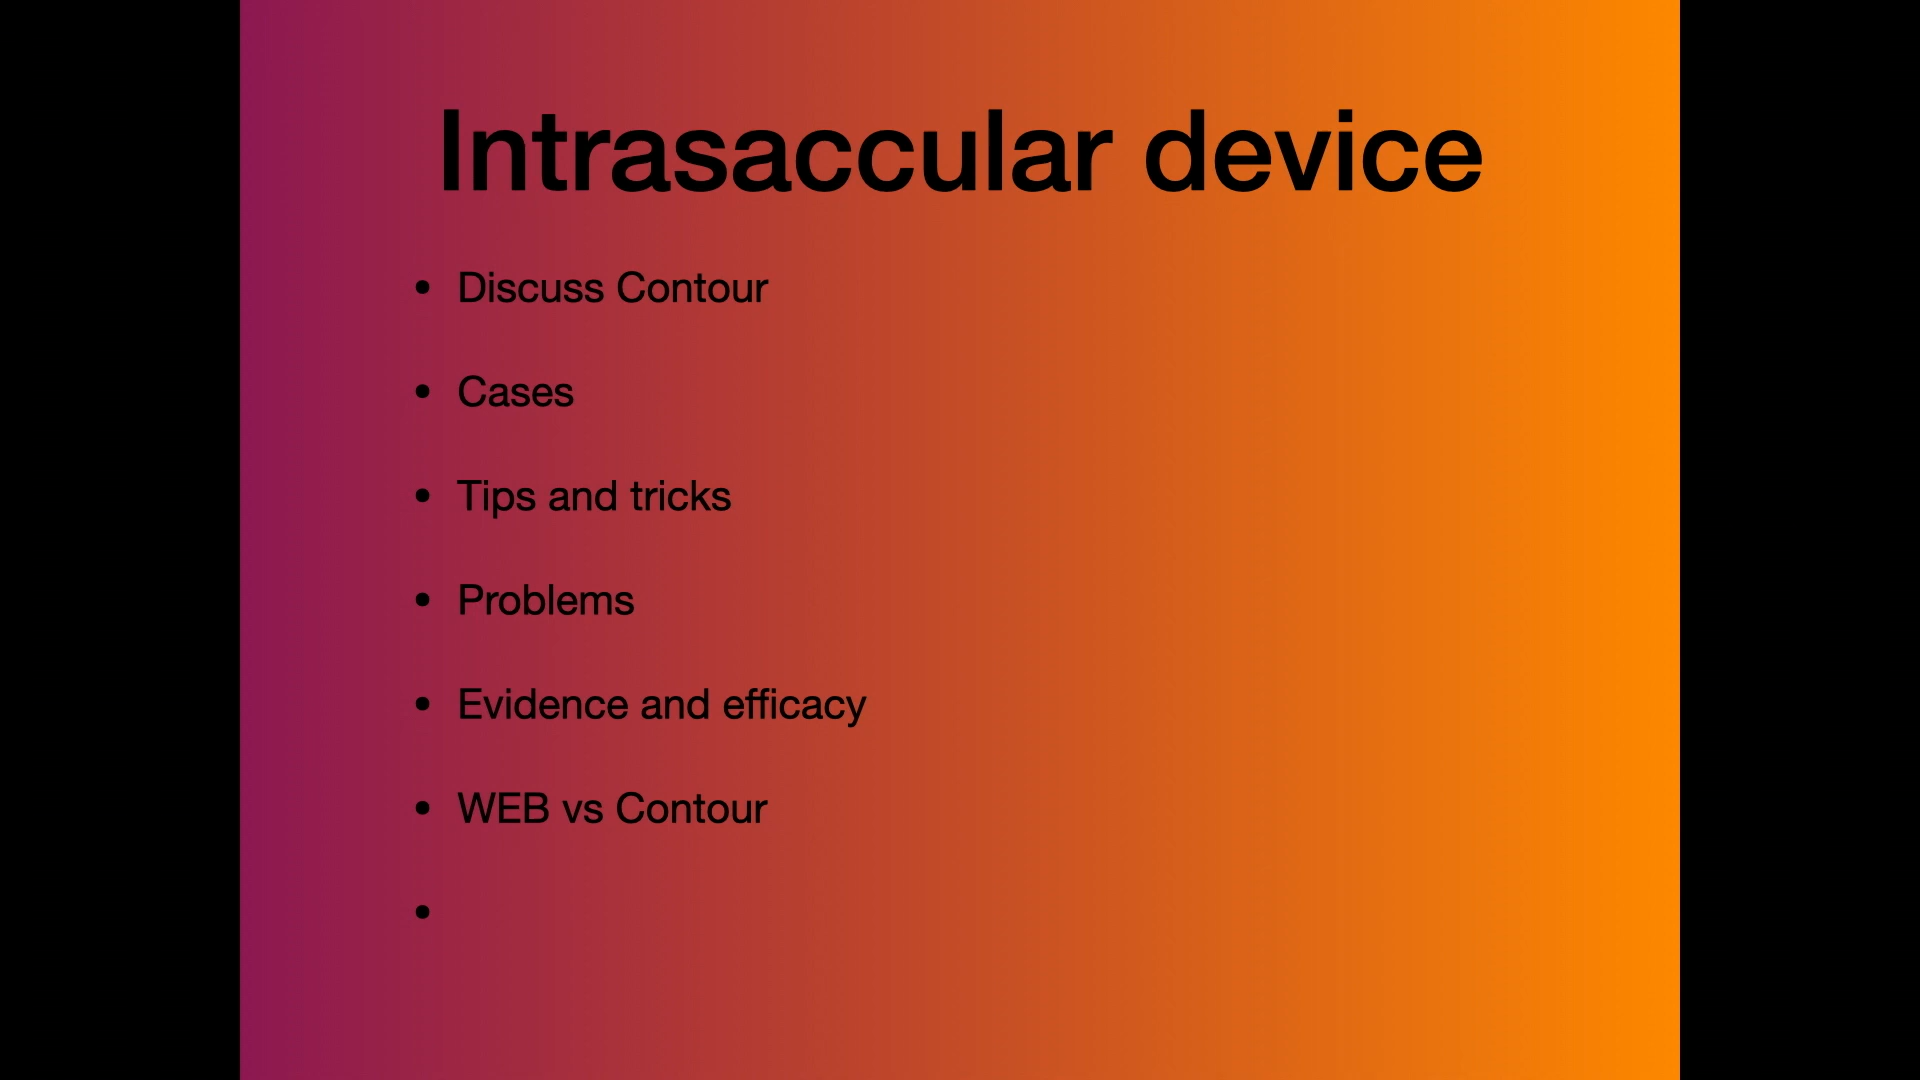 Intrasaccular device
• Discuss Contour
• Cases
• Tips and tricks
• Problems
• Evidence and efficacy
• WEB vs Contour
•